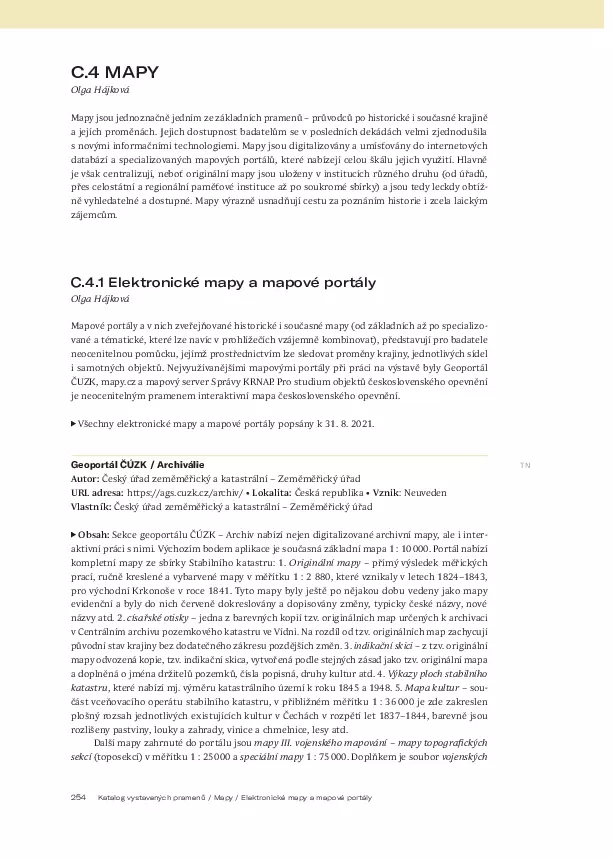 C.4 MAPY
Olga Hájková
Mapy jsou jednoznačně jedním ze základních pramenů – průvodců po historické i současné krajině
a jejích proměnách. Jejich dostupnost badatelům se v posledních dekádách velmi zjednodušila
s novými informačními technologiemi. Mapy jsou digitalizovány a umísťovány do internetových
databází a specializovaných mapových portálů, které nabízejí celou škálu jejich využití. Hlavně
je však centralizují, neboť originální mapy jsou uloženy v institucích různého druhu (od úřadů,
přes celostátní a regionální paměťové instituce až po soukromé sbírky) a jsou tedy leckdy obtíž-
ně vyhledatelné a dostupné. Mapy výrazně usnadňují cestu za poznáním historie i zcela laickým
zájemcům.
C.4.1 Elektronické mapy a mapové portály
Olga Hájková
Mapové portály a v nich zveřejňované historické i současné mapy (od základních až po specializo-
vané a tématické, které lze navíc v prohlížečích vzájemně kombinovat), představují pro badatele
neocenitelnou pomůcku, jejímž prostřednictvím lze sledovat proměny krajiny, jednotlivých sídel
i samotných objektů. Nejvyužívanějšími mapovými portály při práci na výstavě byly Geoportál
ČUZK, mapy.cz a mapový server Správy KRNAP. Pro studium objektů československého opevnění
je neocenitelným pramenem interaktivní mapa československého opevnění.
▶ Všechny elektronické mapy a mapové portály popsány k 31. 8. 2021.
Geoportál ČÚZK / Archiválie
TN
Autor: Český úřad zeměměřický a katastrální – Zeměměřický úřad
URL adresa: https://ags.cuzk.cz/archiv/ • Lokalita: Česká republika • Vznik: Neuveden
Vlastník: Český úřad zeměměřický a katastrální – Zeměměřický úřad
▶ Obsah: Sekce geoportálu ČÚZK – Archiv nabízí nejen digitalizované archivní mapy, ale i inter-
aktivní práci s nimi. Výchozím bodem aplikace je současná základní mapa 1 : 10 000. Portál nabízí
kompletní mapy ze sbírky Stabilního katastru: 1. Originální mapy – přímý výsledek měřických
prací, ručně kreslené a vybarvené mapy v měřítku 1 : 2 880, které vznikaly v letech 1824–1843,
pro východní Krkonoše v roce 1841. Tyto mapy byly ještě po nějakou dobu vedeny jako mapy
evidenční a byly do nich červeně dokreslovány a dopisovány změny, typicky české názvy, nové
názvy atd. 2. císařské otisky – jedna z barevných kopií tzv. originálních map určených k archivaci
v Centrálním archivu pozemkového katastru ve Vídni. Na rozdíl od tzv. originálních map zachycují
původní stav krajiny bez dodatečného zákresu pozdějších změn. 3. indikační skici – z tzv. originální
mapy odvozená kopie, tzv. indikační skica, vytvořená podle stejných zásad jako tzv. originální mapa
a doplněná o jména držitelů pozemků, čísla popisná, druhy kultur atd. 4. Výkazy ploch stabilního
katastru, které nabízí mj. výměru katastrálního území k roku 1845 a 1948. 5. Mapa kultur – sou-
část vceňovacího operátu stabilního katastru, v přibližném měřítku 1 : 36 000 je zde zakreslen
plošný rozsah jednotlivých existujících kultur v Čechách v rozpětí let 1837–1844, barevně jsou
rozlišeny pastviny, louky a zahrady, vinice a chmelnice, lesy atd.
Další mapy zahrnuté do portálu jsou mapy III. vojenského mapování – mapy topografických
sekcí (toposekcí) v měřítku 1 : 25 000 a speciální mapy 1 : 75 000. Doplňkem je soubor vojenských
254 Katalog vystavených pramenů / Mapy / Elektronické mapy a mapové portály